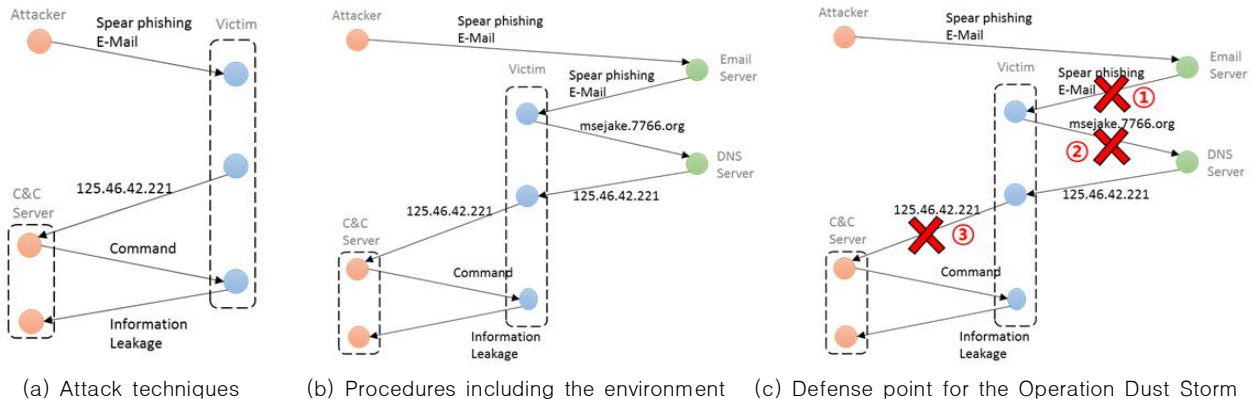 Attacker
Victim
Spear phishing
E-Mail
125.46.42.221
C&C
Server
Command
Information
Leakage
(a) Attack techniques
Attacker
Spear phishing
E-Mail
Email
Server
Victim
Spear phishing
E-Mail
msejake.7766.org
DNS
Server
125.46.42.221
125.46.42.221
C&C
Server
Command
Information
Leakage
(b) Procedures including the environment
Attacker
Spear phishing
E-Mail
Email
Server
Victim
Spear phishing
E-Mail
①
msejake.7766.org
②
DNS
Server
125.46.42.221
125.46.42.221
③
C&C
Server
Command
Information
Leakage
(c) Defense point for the Operation Dust Storm